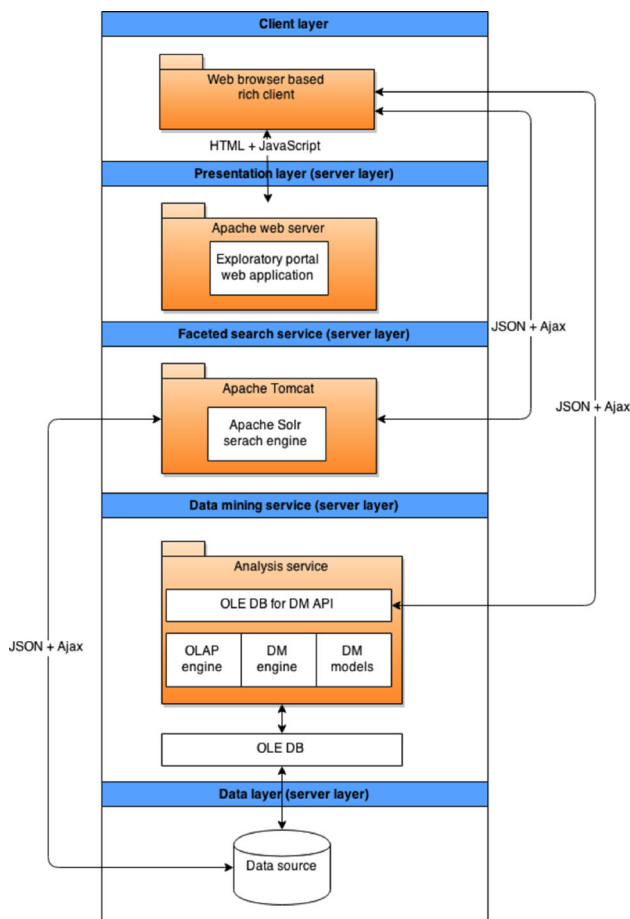 Client layer
Web browser based
rich client
HTML + JavaScript
Presentation layer (server layer)
Apache web server
Exploratory portal
web application
Faceted search service (server layer)
JSON + Ajax
Apache Tomcat
JSON + Ajax
Apache Solr
serach engine
Data mining service (server layer)
Analysis service
OLE DB for DM API
JSON + Ajax
OLAP
engine
DM
engine
DM
models
OLE DB
Data layer (server layer)
Data source